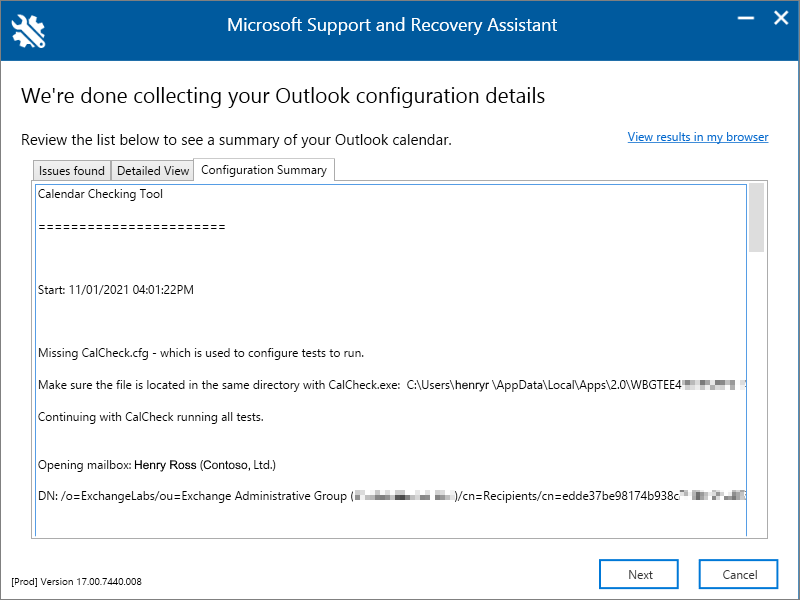 Microsoft Support and Recovery Assistant
We're done collecting your Outlook configuration details
Review the list below to see a summary of your Outlook calendar.
View results in my browser
Issues found
Detailed View
Configuration Summary
Calendar Checking Tool
=======================
Start: 11/01/2021 04:01:22PM
Missing CalCheck.cfg - which is used to configure tests to run.
Make sure the file is located in the same directory with CalCheck.exe:  C:\Users\henryr \AppData\Local\Apps\2.0\WBGTEE4
Continuing with CalCheck running all tests.
Opening mailbox: Henry Ross (Contoso, Ltd.)
DN: /o=ExchangeLabs/ou=Exchange Administrative Group ( )/cn=Recipients/cn=edde37be98174b938c
[Prod] Version 17.00.7440.008
Next
Cancel